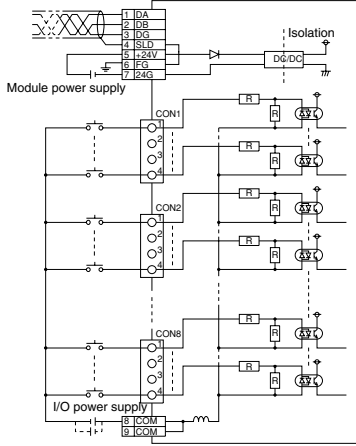 1 DA
2 DB
3 DG
4 SLD
5 +24V
6 FG
7 24G
Isolation
DC/DC
Module power supply
CON1
1
2
3
4
R
R
R
R
CON2
1
2
3
4
R
R
R
R
CON8
1
2
3
4
R
R
R
R
I/O power supply
8 COM
9 COM